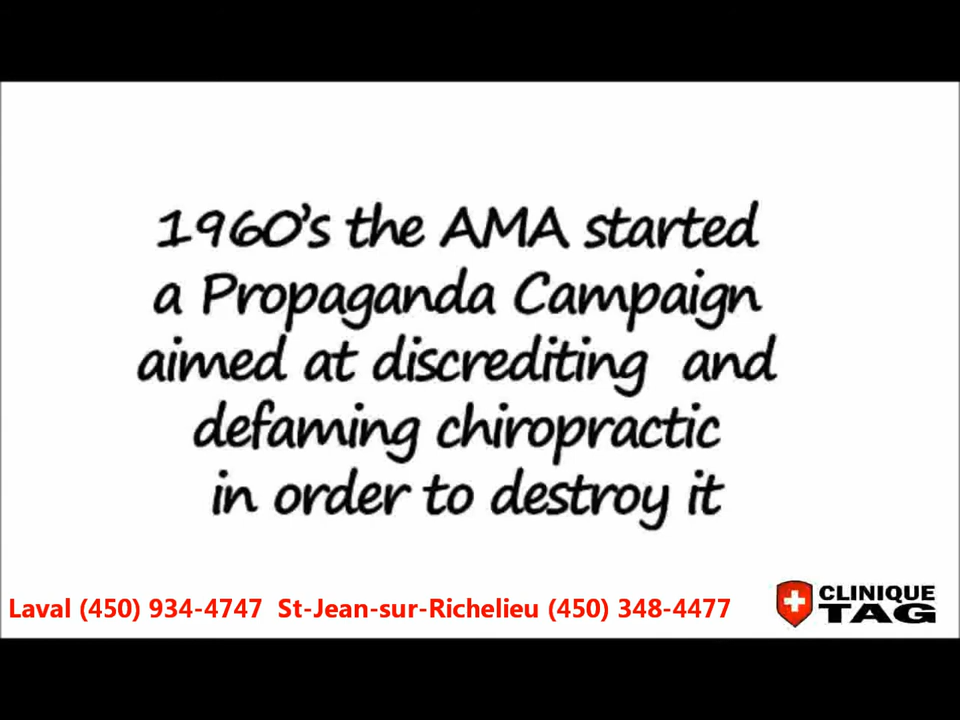 1960's the AMA started
a Propaganda Campaign
aimed at discrediting and
defaming chiropractic
in order to destroy it
Laval (450) 934-4747 St-Jean-sur-Richelieu (450) 348-4477
CLINIQUE
TAG